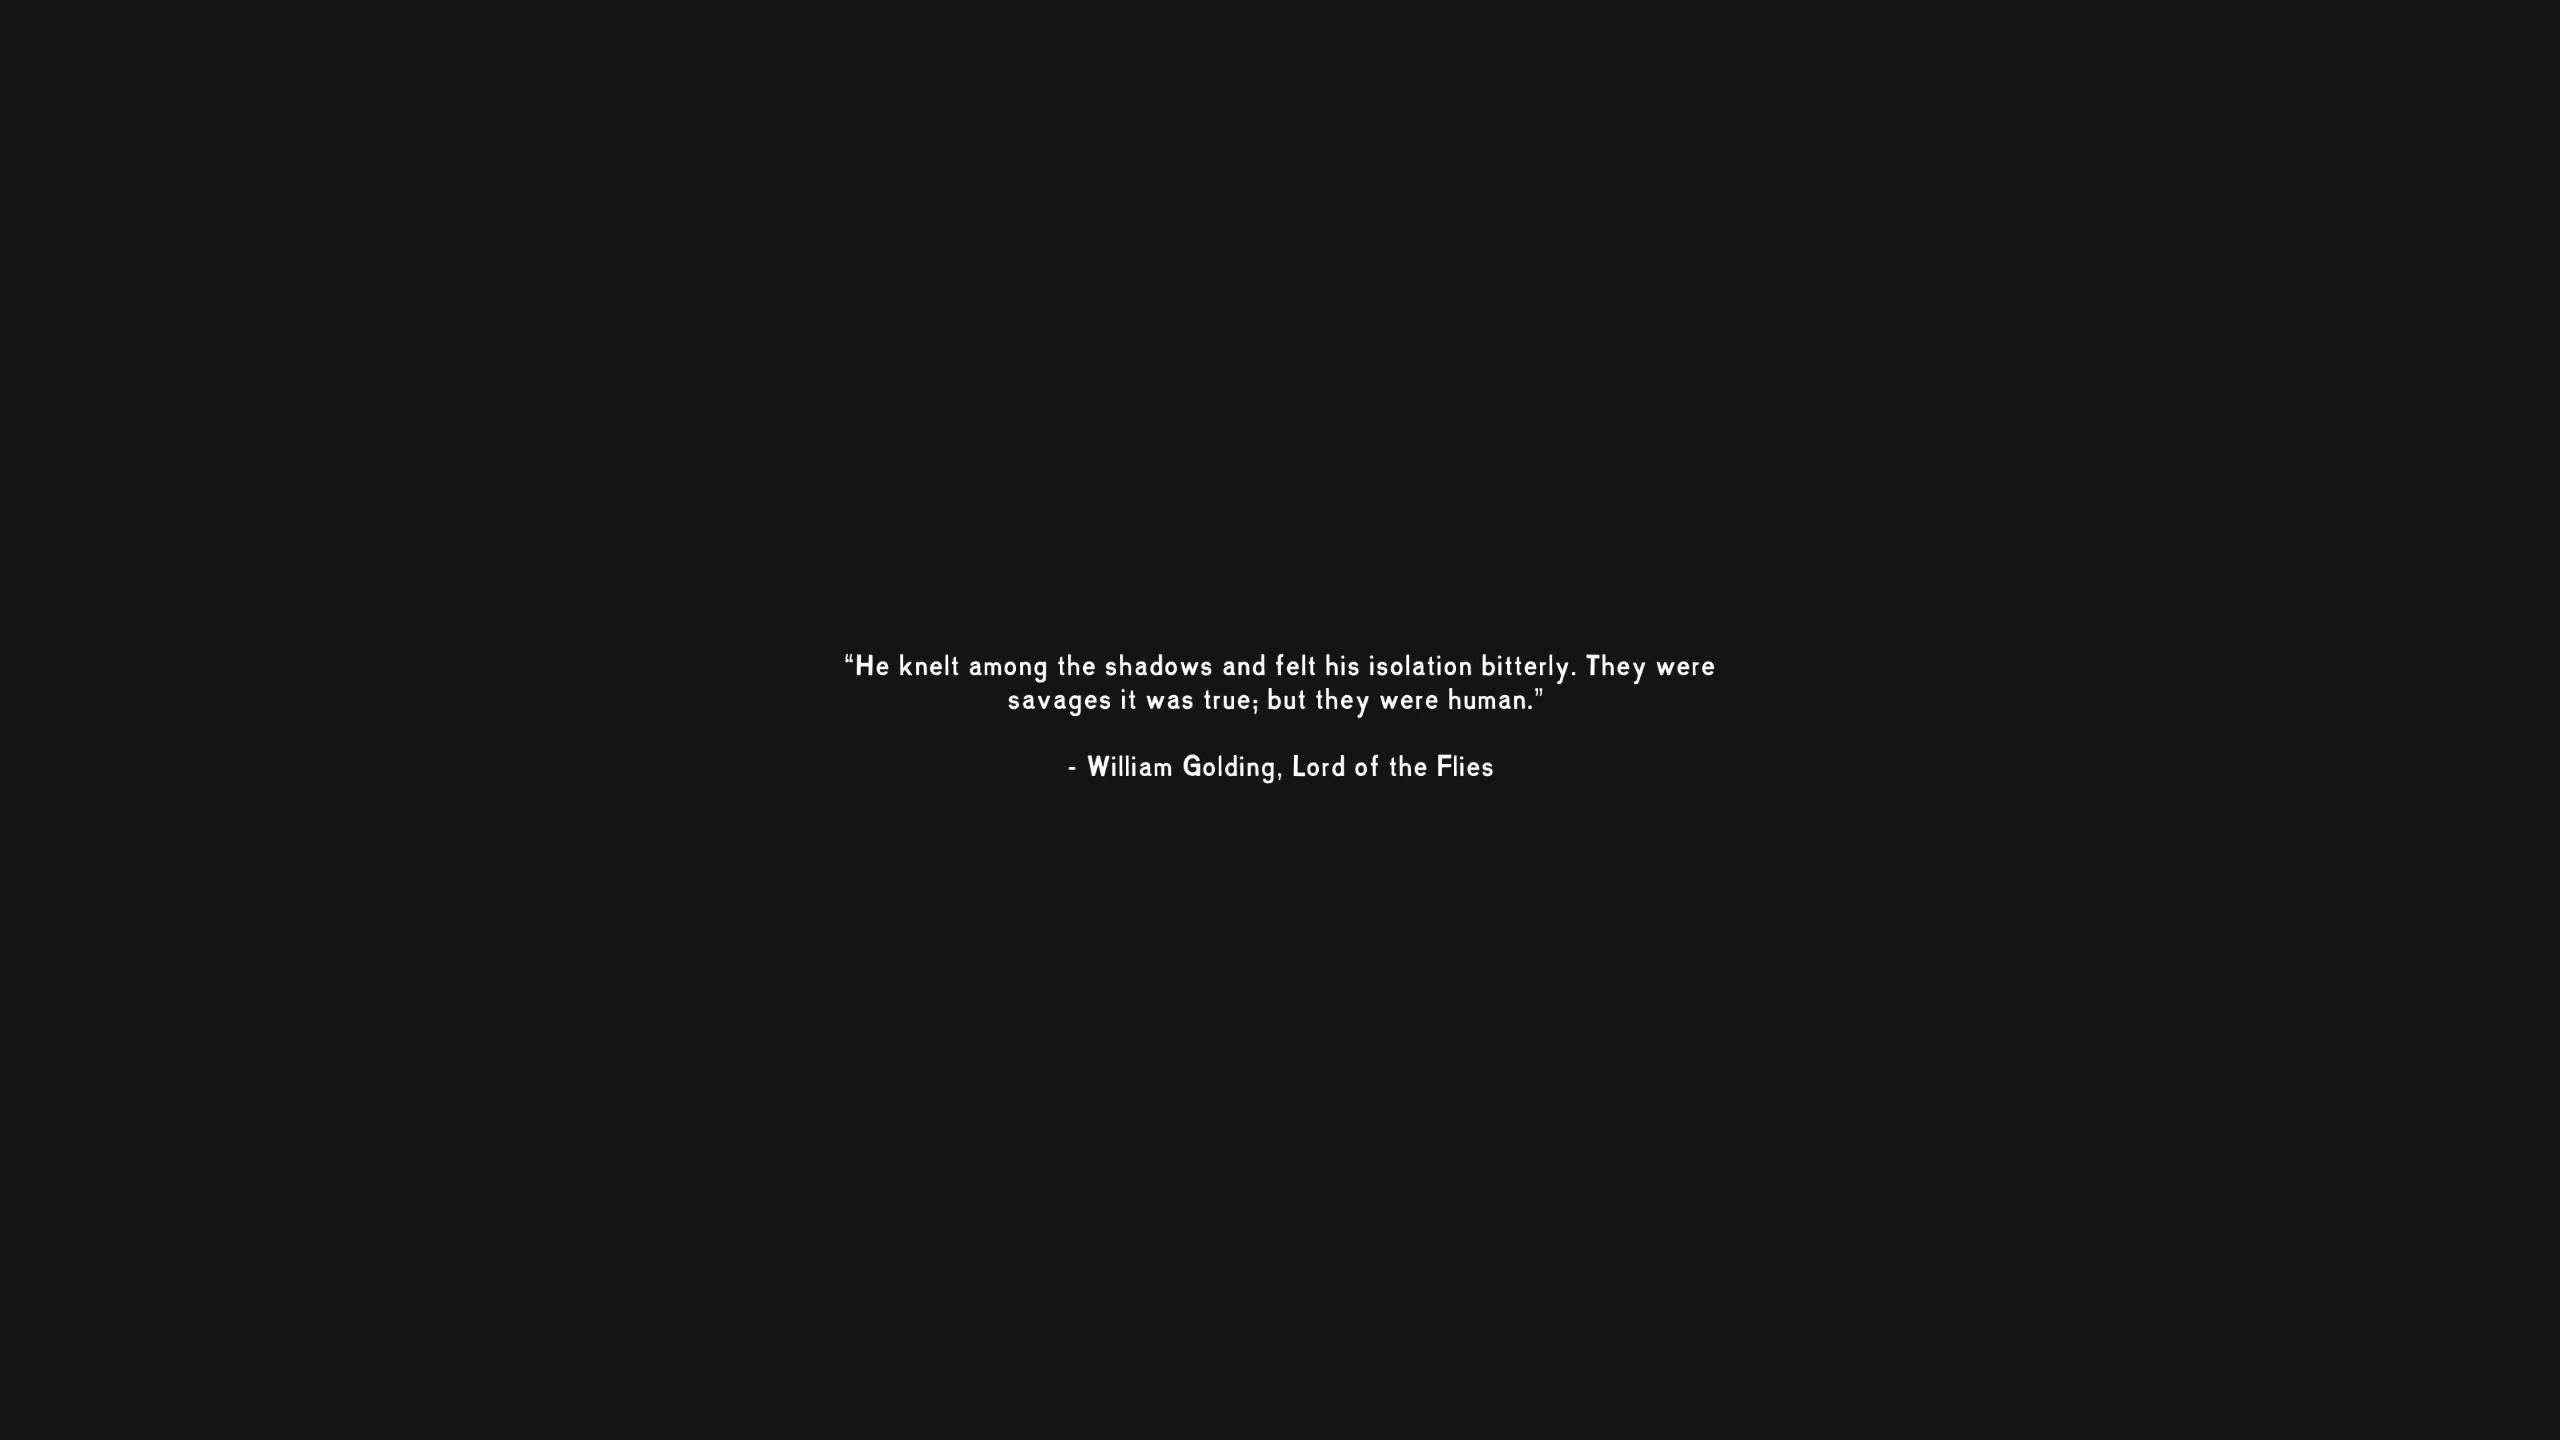 “He knelt among the shadows and felt his isolation bitterly. They were
savages it was true; but they were human.”
- William Golding, Lord of the Flies